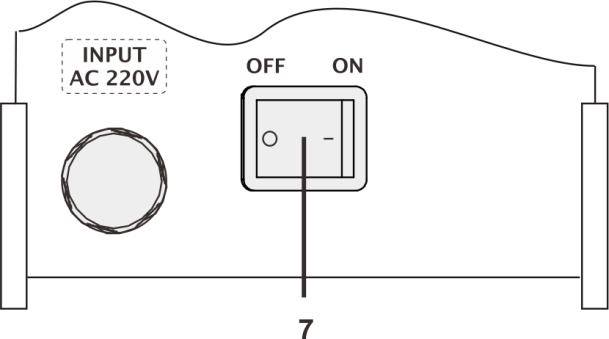 INPUT
AC 220V
OFF ON
7